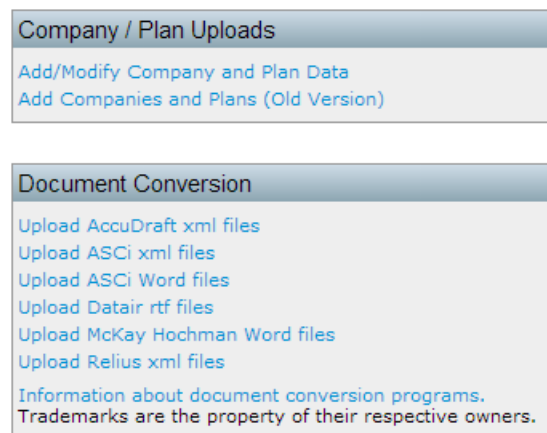 Company / Plan Uploads
Add/Modify Company and Plan Data
Add Companies and Plans (Old Version)
Document Conversion
Upload AccuDraft xml files
Upload ASCi xml files
Upload ASCi Word files
Upload Datair rtf files
Upload McKay Hochman Word files
Upload Relius xml files
Information about document conversion programs.
Trademarks are the property of their respective owners.